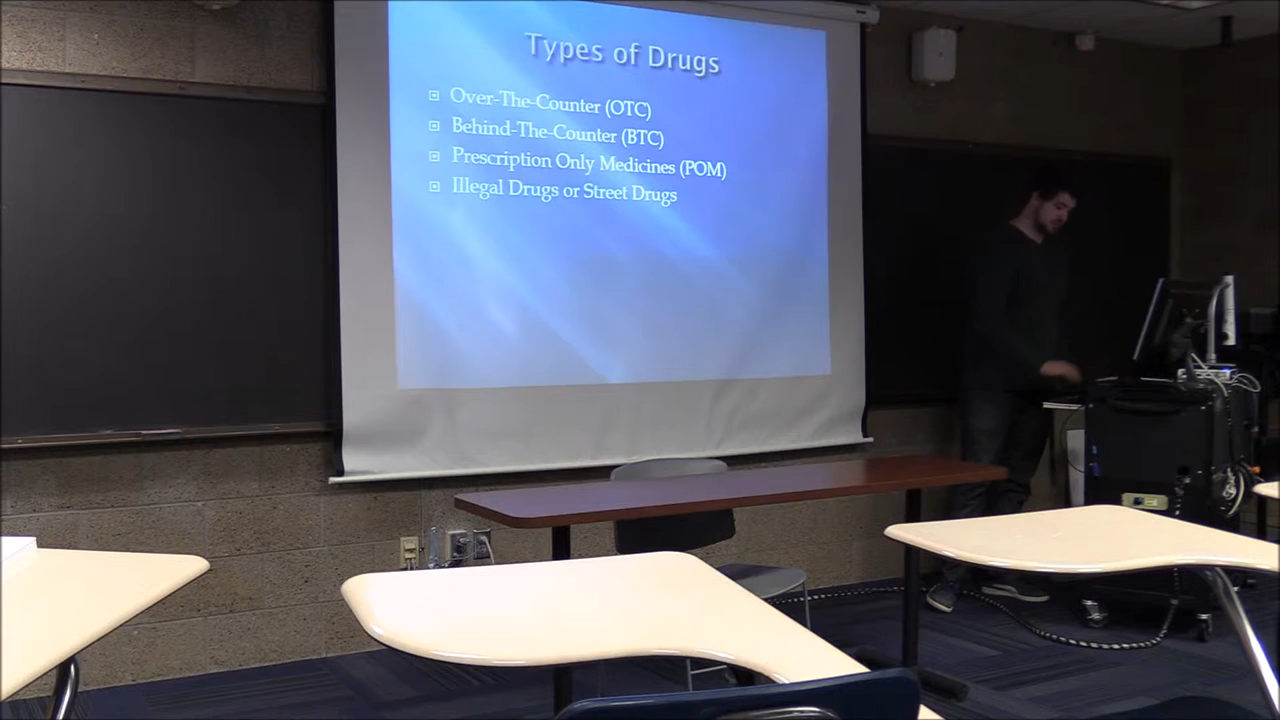 Types of Drugs
Over-The-Counter (OTC)
Behind-The-Counter (BTC)
Prescription Only Medicines (POM)
Illegal Drugs or Street Drugs